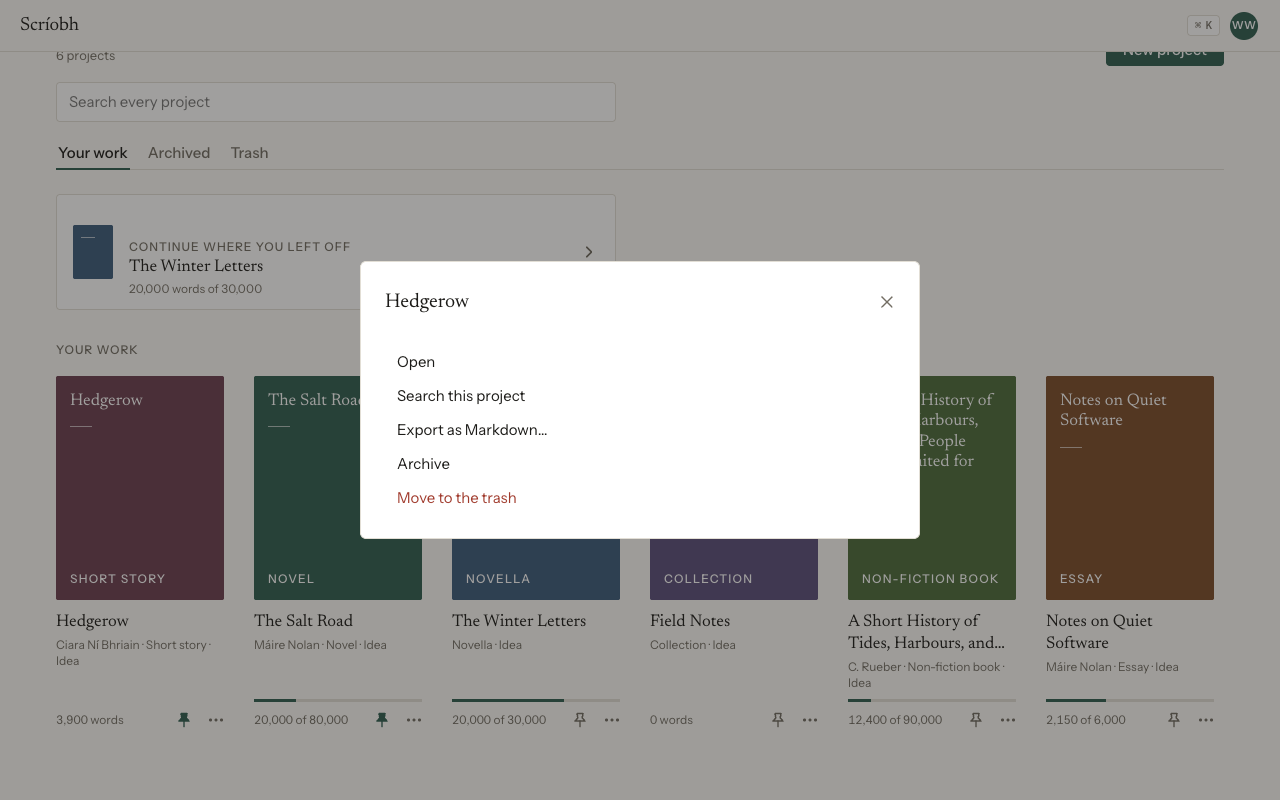 Scríobh
⌘ K
WW
6 projects
New project
Search every project
Your work
Archived
Trash
CONTINUE WHERE YOU LEFT OFF
The Winter Letters
20,000 words of 30,000
Hedgerow
Open
Search this project
Export as Markdown...
Archive
Move to the trash
YOUR WORK
Hedgerow
SHORT STORY
Hedgerow
Ciara Ní Bhriain · Short story ·
Idea
3,900 words
The Salt Road
NOVEL
The Salt Road
Máire Nolan · Novel · Idea
20,000 of 80,000
NOVELLA
The Winter Letters
Novella · Idea
20,000 of 30,000
COLLECTION
Field Notes
Collection · Idea
0 words
History of
arbours,
People
ited for
NON-FICTION BOOK
A Short History of
Tides, Harbours, and...
C. Rueber · Non-fiction book ·
Idea
12,400 of 90,000
Notes on Quiet
Software
ESSAY
Notes on Quiet
Software
Máire Nolan · Essay · Idea
2,150 of 6,000